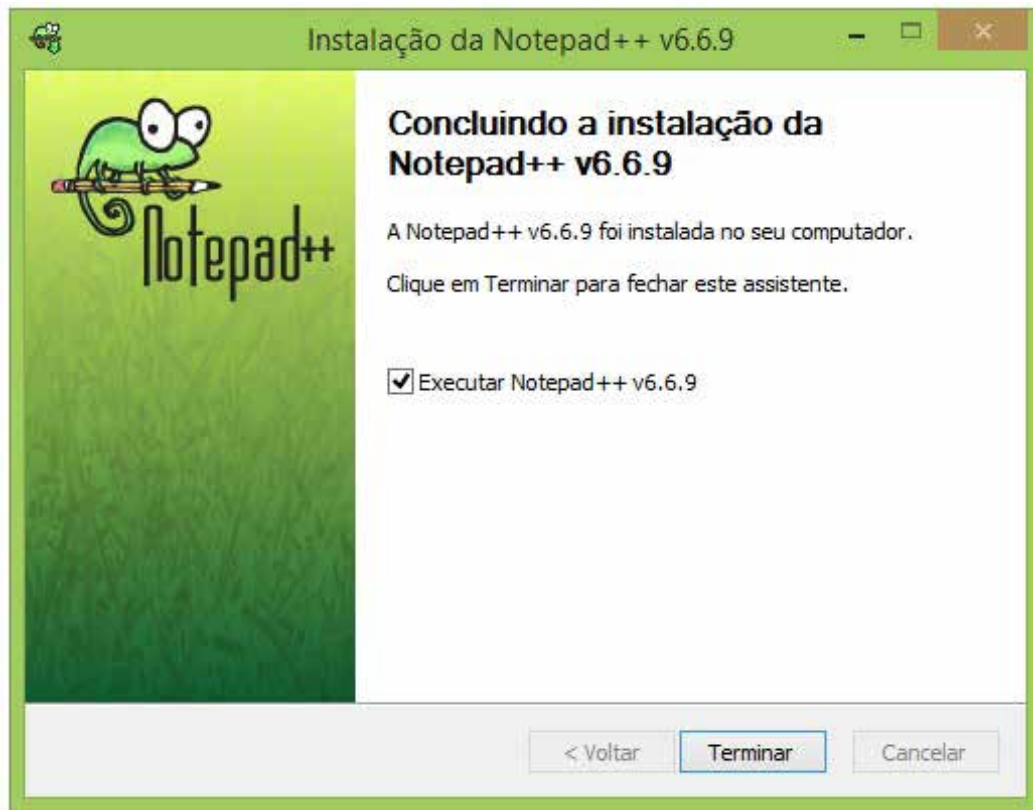 Instalação da Notepad++ v6.6.9
Notepad++
Concluindo a instalação da
Notepad++ v6.6.9
A Notepad++ v6.6.9 foi instalada no seu computador.
Clique em Terminar para fechar este assistente.
Executar Notepad++ v6.6.9
< Voltar
Terminar
Cancelar